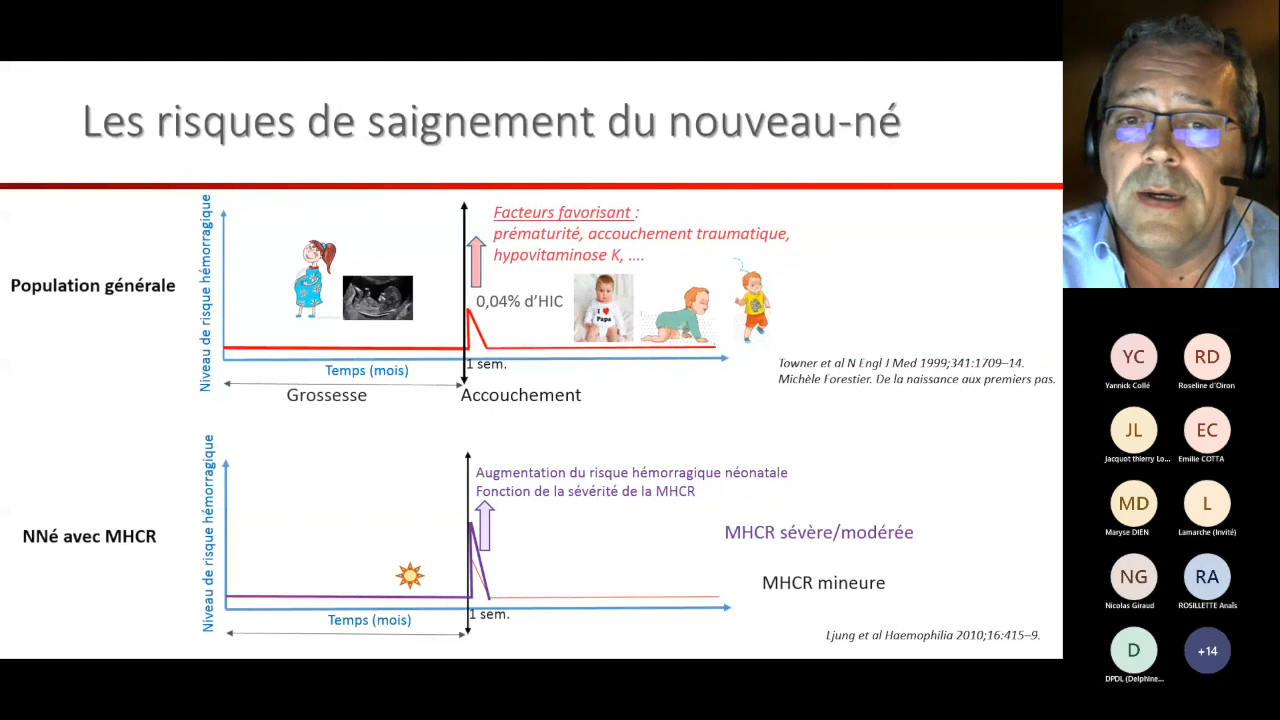 Les risques de saignement du nouveau-né
Niveau de risque hémorragique
Population générale
Facteurs favorisant :
prématurité, accouchement traumatique,
hypovitaminose K, ....
0,04% d'HIC
I ❤ Papa
1 sem.
Temps (mois)
Grossesse
Accouchement
Towner et al N Engl J Med 1999;341:1709–14.
Michèle Forestier. De la naissance aux premiers pas.
Niveau de risque hémorragique
NNé avec MHCR
Augmentation du risque hémorragique néonatale
Fonction de la sévérité de la MHCR
MHCR sévère/modérée
MHCR mineure
1 sem.
Temps (mois)
Ljung et al Haemophilia 2010;16:415–9.
YC
Yannick Collé
RD
Roseline d'Oiron
JL
Jacquot thierry Lo...
EC
Emilie COTTA
MD
Maryse DIEN
L
Lamarche (Invité)
NG
Nicolas Giraud
RA
ROSILLETTE Anaïs
D
DPDL (Delphine...
+14